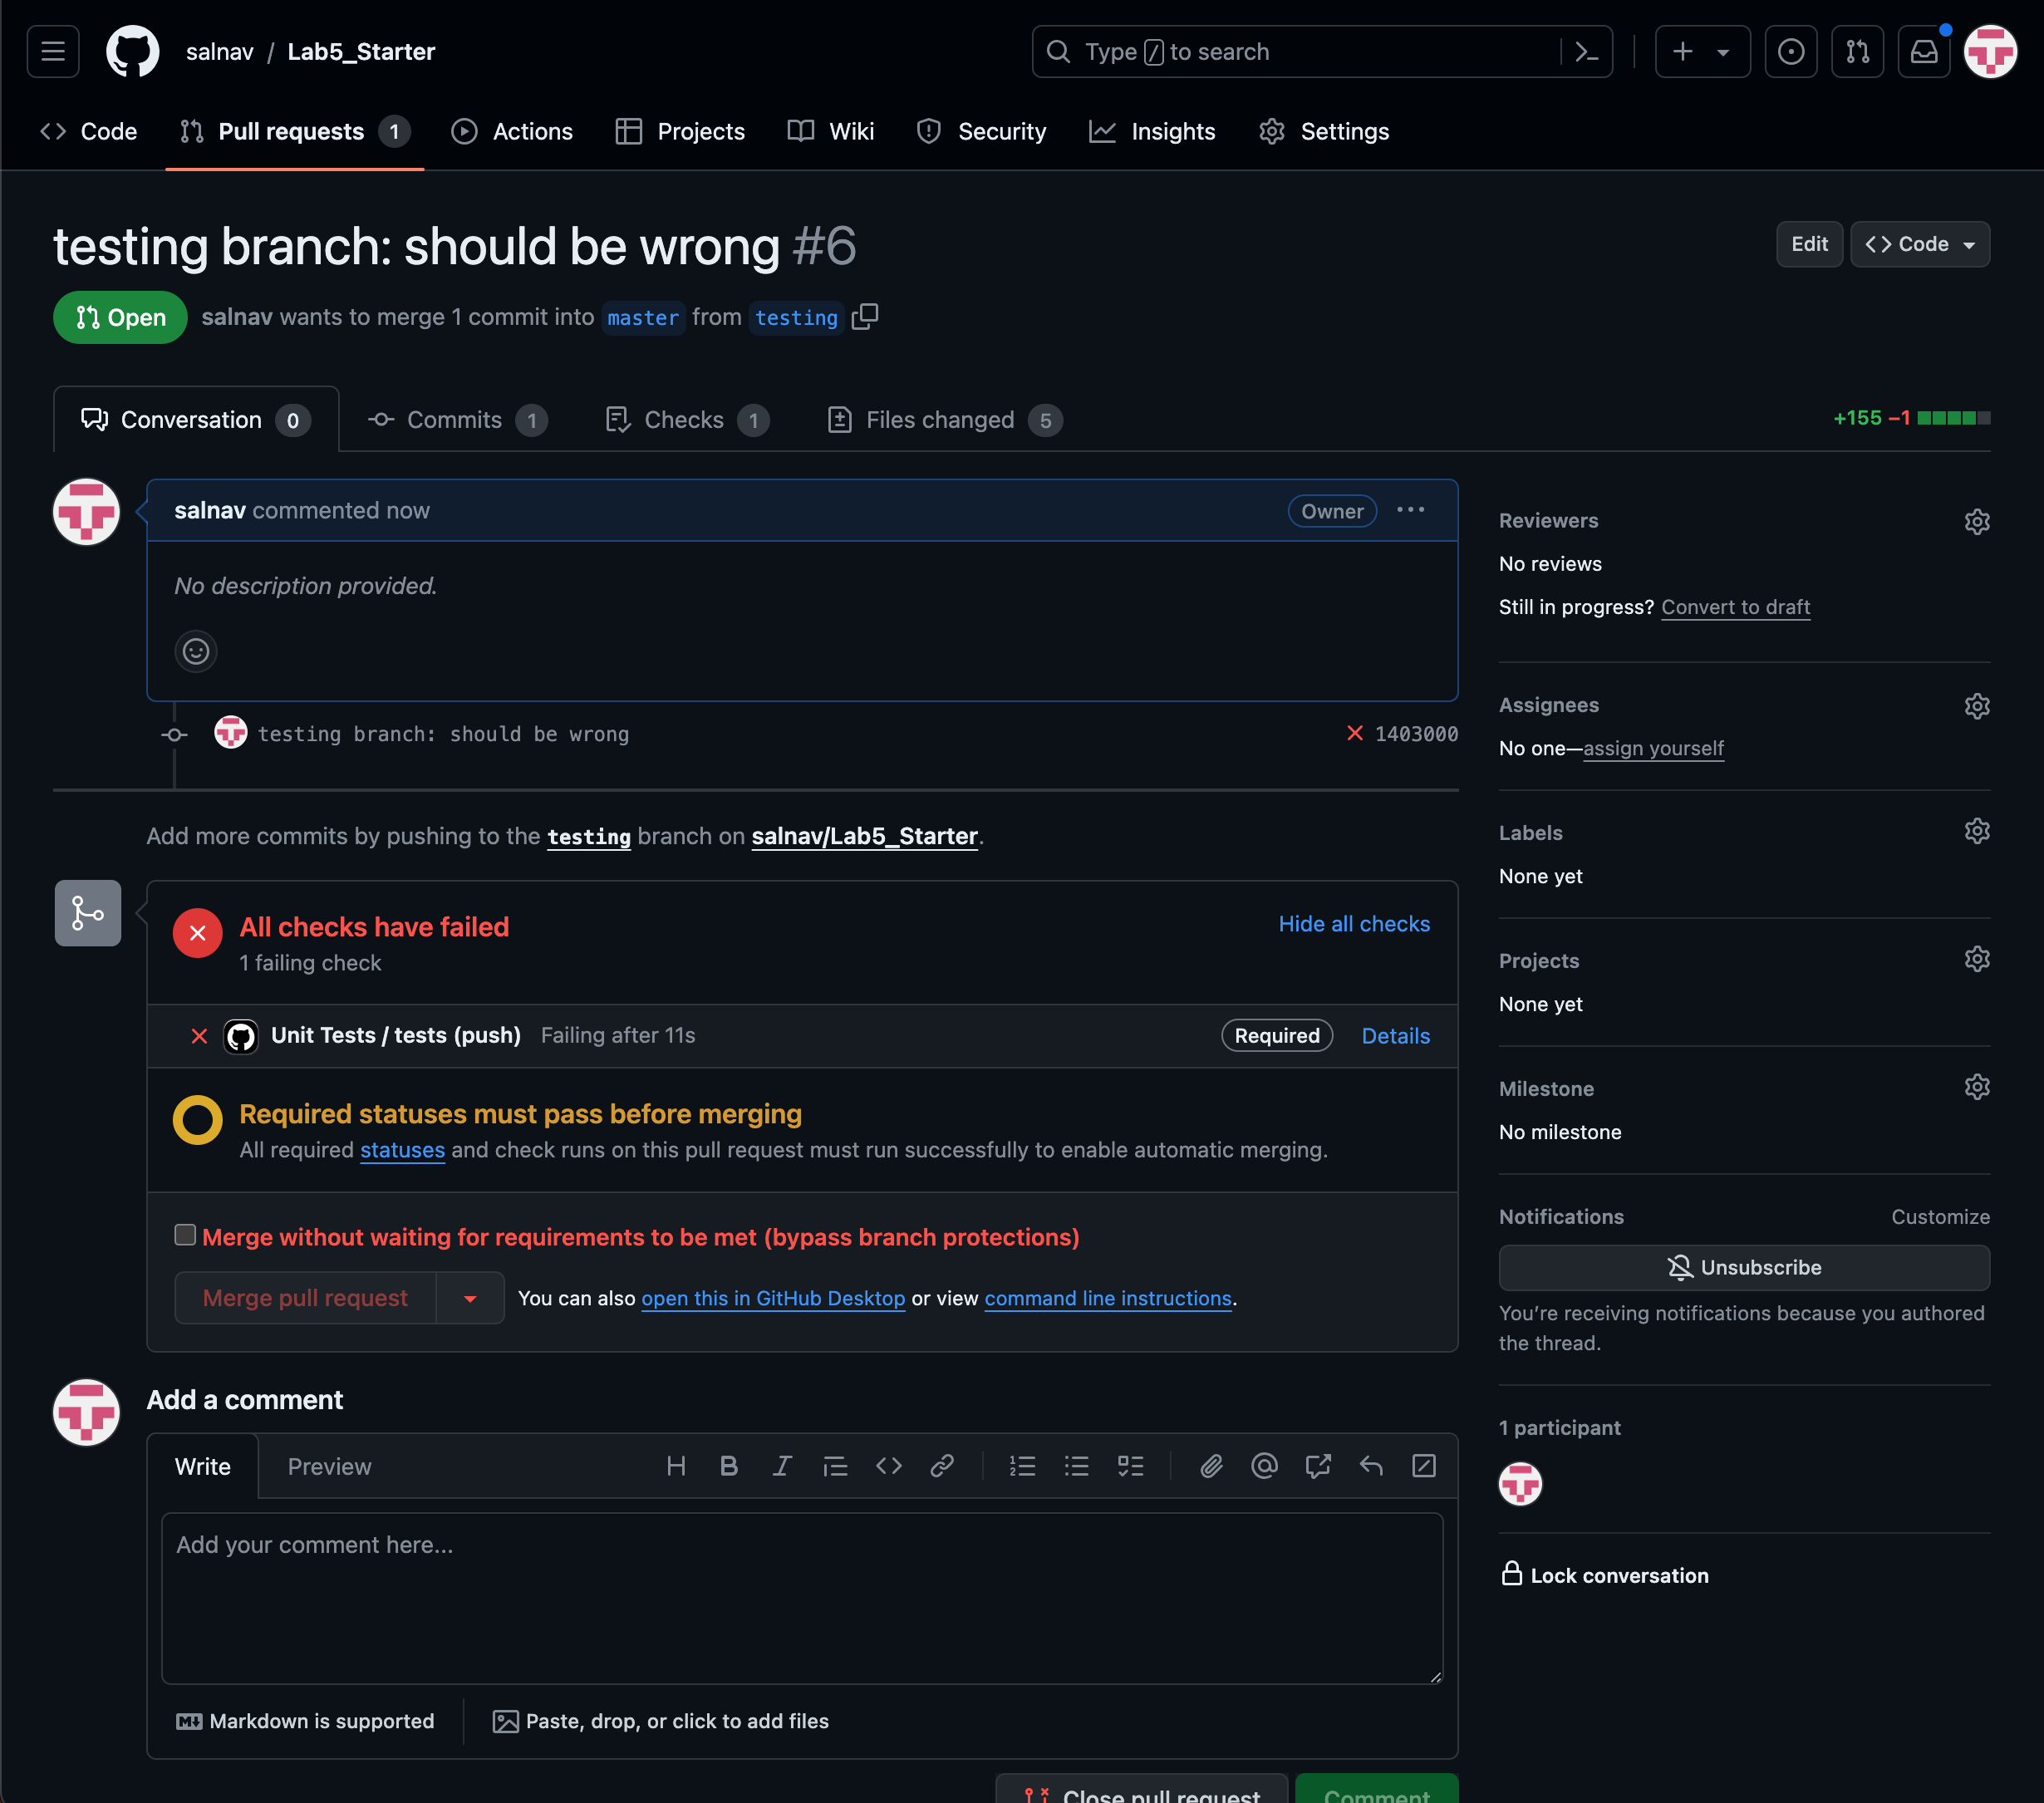 salnav / Lab5_Starter
Type / to search
Code
Pull requests 1
Actions
Projects
Wiki
Security
Insights
Settings
testing branch: should be wrong #6
Edit
Code
Open
salnav wants to merge 1 commit into master from testing
Conversation 0
Commits 1
Checks 1
Files changed 5
+155 −1
salnav commented now
Owner
No description provided.
testing branch: should be wrong
1403000
Add more commits by pushing to the testing branch on salnav/Lab5_Starter.
All checks have failed
1 failing check
Hide all checks
Unit Tests / tests (push) Failing after 11s
Required
Details
Required statuses must pass before merging
All required statuses and check runs on this pull request must run successfully to enable automatic merging.
Merge without waiting for requirements to be met (bypass branch protections)
Merge pull request
You can also open this in GitHub Desktop or view command line instructions.
Add a comment
Write
Preview
Add your comment here...
Markdown is supported
Paste, drop, or click to add files
Close pull request
Comment
Reviewers
No reviews
Still in progress? Convert to draft
Assignees
No one—assign yourself
Labels
None yet
Projects
None yet
Milestone
No milestone
Notifications
Customize
Unsubscribe
You’re receiving notifications because you authored
the thread.
1 participant
Lock conversation